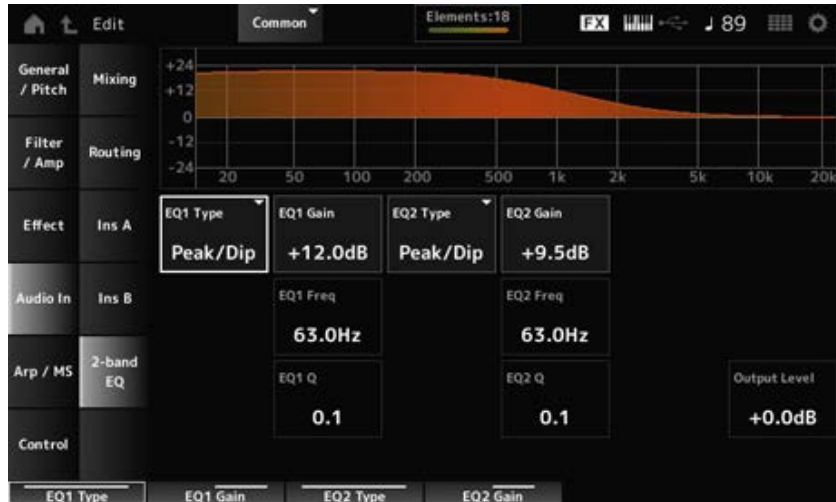 Edit
Common
Elements:18
FX
♩ 89
General / Pitch
Mixing
Filter / Amp
Routing
Effect
Ins A
Audio In
Ins B
Arp / MS
2-band EQ
Control
+24
+12
0
-12
-24
20 50 100 200 500 1k 2k 5k 10k 20k
EQ1 Type
Peak/Dip
EQ1 Gain
+12.0dB
EQ2 Type
Peak/Dip
EQ2 Gain
+9.5dB
EQ1 Freq
63.0Hz
EQ2 Freq
63.0Hz
EQ1 Q
0.1
EQ2 Q
0.1
Output Level
+0.0dB
EQ1 Type
EQ1 Gain
EQ2 Type
EQ2 Gain